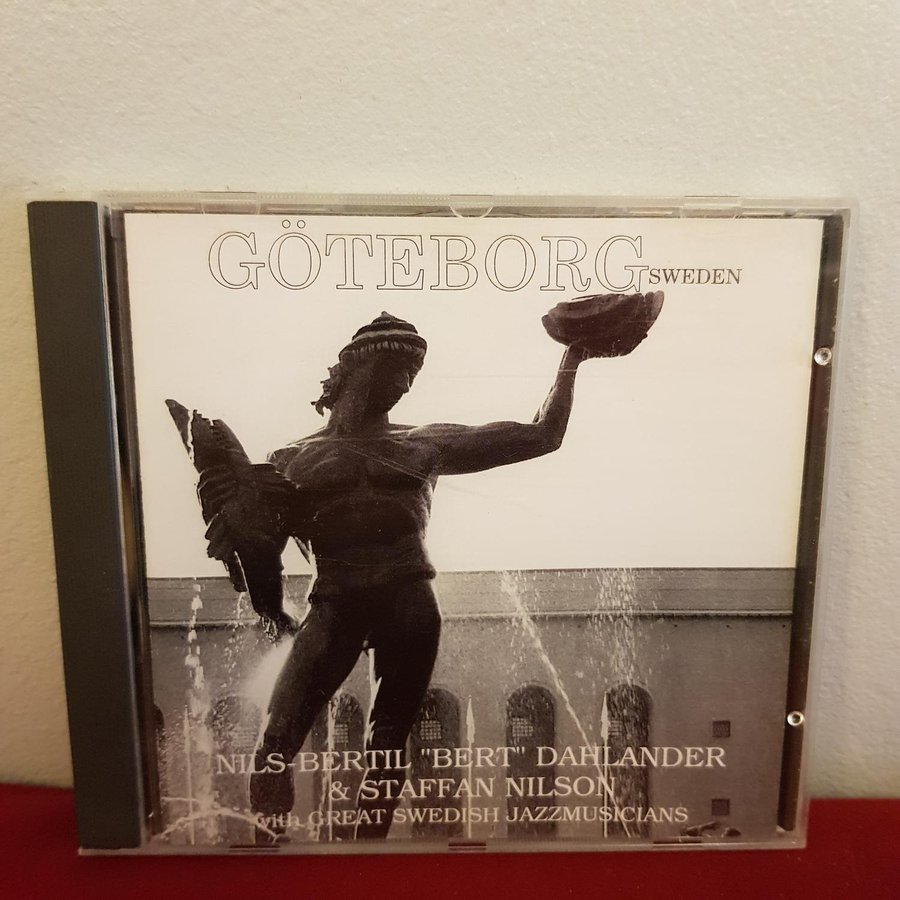 GÖTEBORG SWEDEN
NILS-BERTIL "BERT" DAHLANDER
& STAFFAN NILSON
with GREAT SWEDISH JAZZMUSICIANS